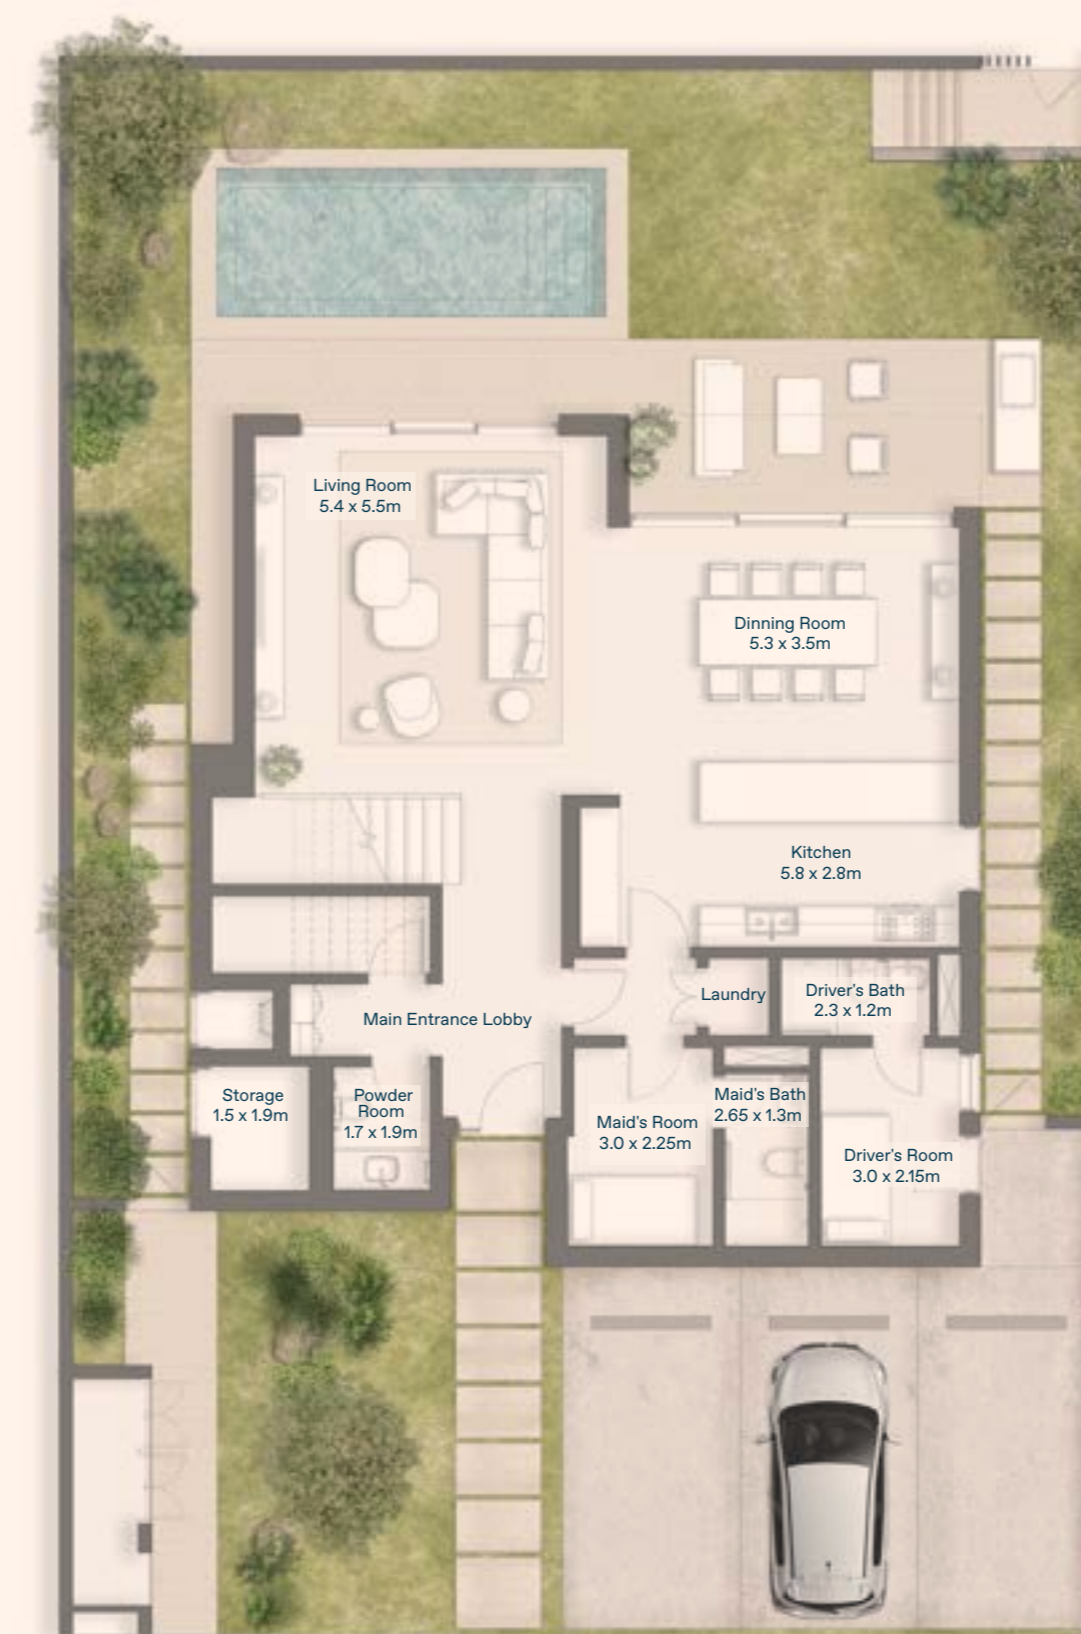 Living Room
5.4 x 5.5m
Dinning Room
5.3 x 3.5m
Kitchen
5.8 x 2.8m
Laundry
Driver's Bath
2.3 x 1.2m
Main Entrance Lobby
Storage
1.5 x 1.9m
Powder
Room
1.7 x 1.9m
Maid's Room
3.0 x 2.25m
Maid's Bath
2.65 x 1.3m
Driver's Room
3.0 x 2.15m